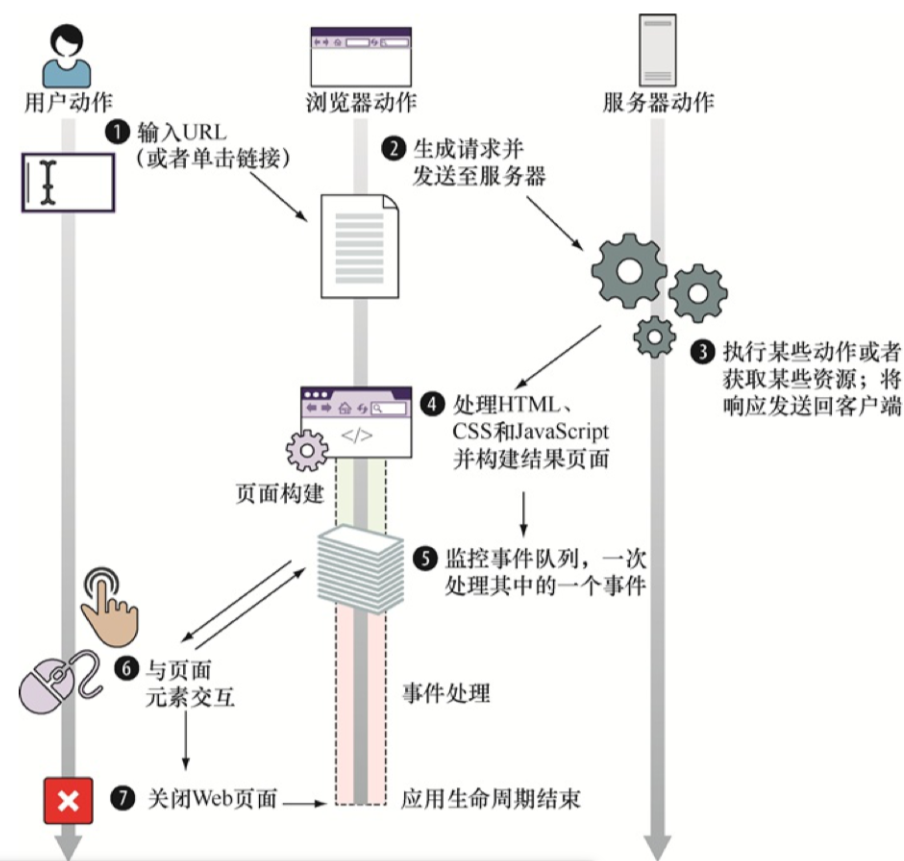 用户动作
浏览器动作
服务器动作
1 输入URL
（或者单击链接）
2 生成请求并
发送至服务器
3 执行某些动作或者
获取某些资源；将
响应发送回客户端
4 处理HTML、
CSS和JavaScript
并构建结果页面
</>
页面构建
5 监控事件队列，一次
处理其中的一个事件
6 与页面
元素交互
事件处理
7 关闭Web页面
应用生命周期结束